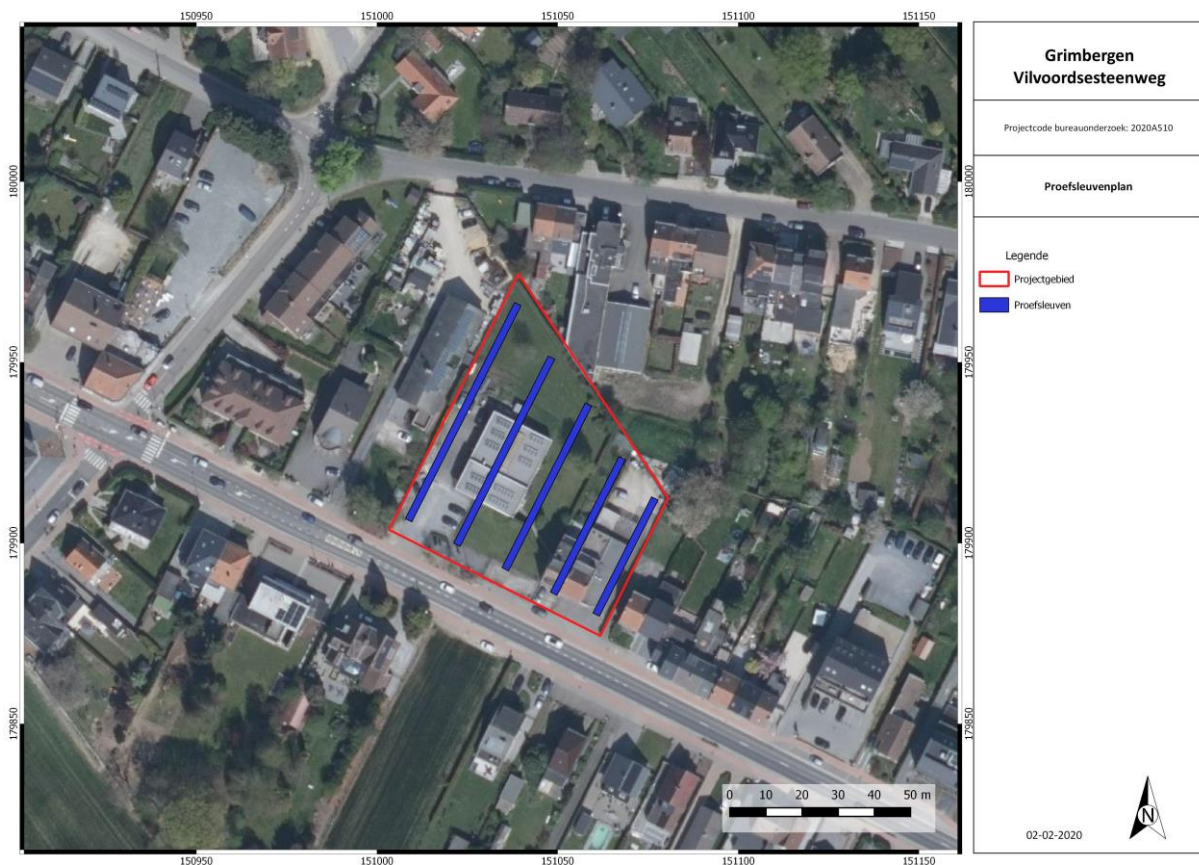 150950 151000 151050 151100 151150
Grimbergen
Vilvoordsesteenweg
Projectcode bureauonderzoek: 2020A510
Proefsleuvenplan
Legende
Projectgebied
Proefsleuven
180000 180000
179950 179950
179900 179900
179850 179850
0 10 20 30 40 50 m
N
02-02-2020
150950 151000 151050 151100 151150